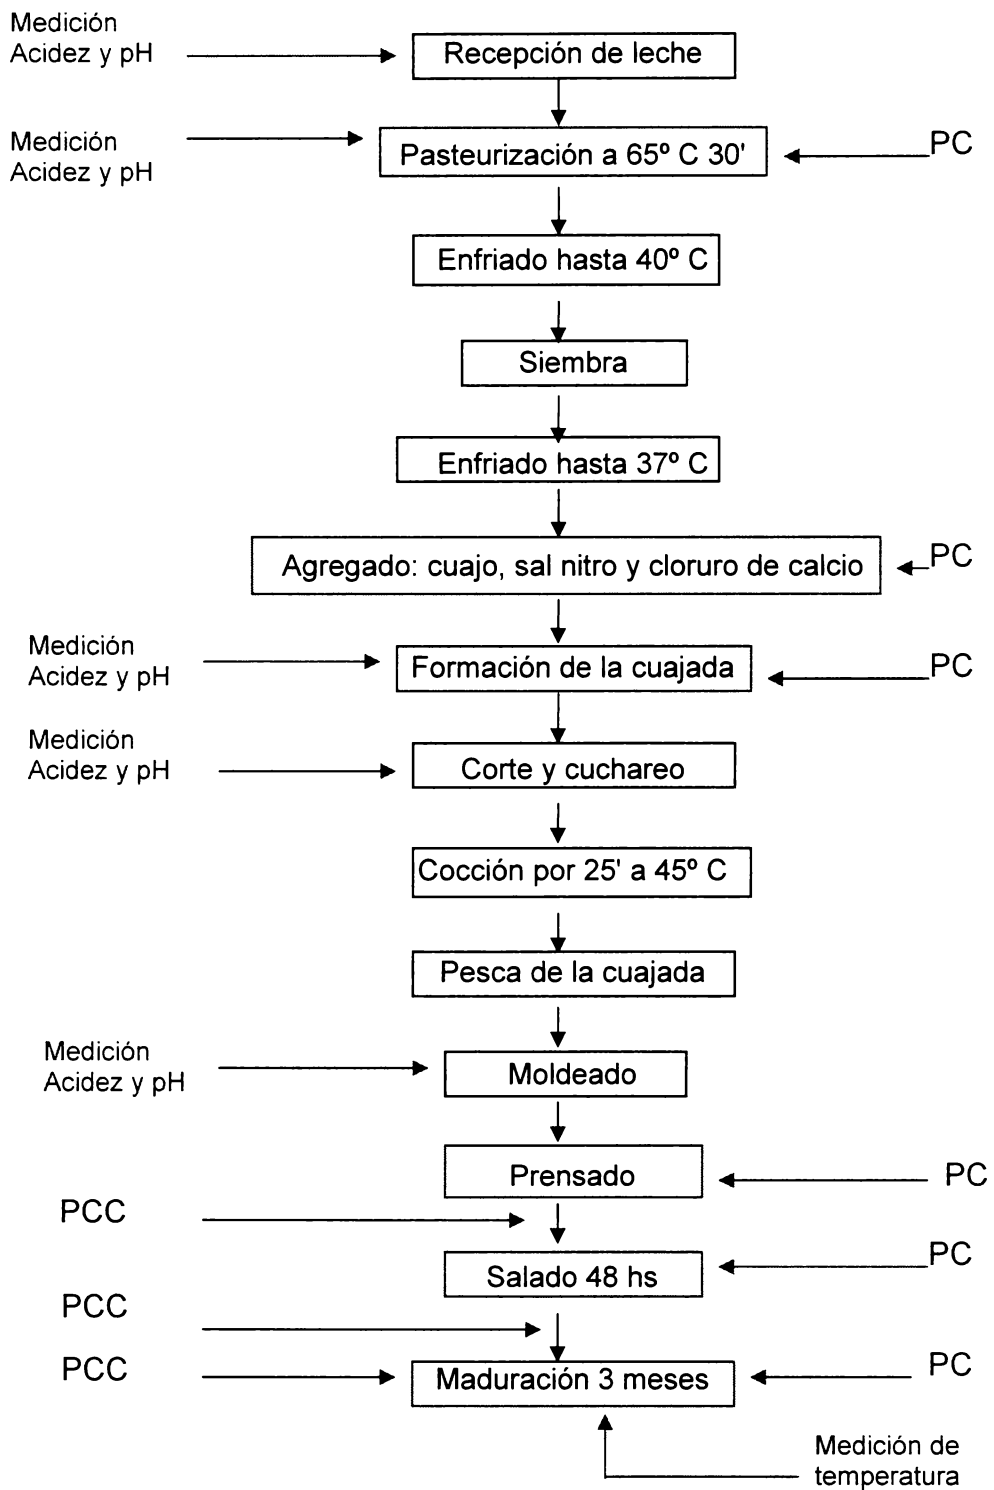 Medición
Acidez y pH
Recepción de leche
Medición
Acidez y pH
Pasteurización a 65º C 30'
PC
Enfriado hasta 40º C
Siembra
Enfriado hasta 37º C
Agregado: cuajo, sal nitro y cloruro de calcio
PC
Medición
Acidez y pH
Formación de la cuajada
PC
Medición
Acidez y pH
Corte y cuchareo
Cocción por 25' a 45º C
Pesca de la cuajada
Medición
Acidez y pH
Moldeado
Prensado
PC
PCC
Salado 48 hs
PC
PCC
PCC
Maduración 3 meses
PC
Medición de
temperatura